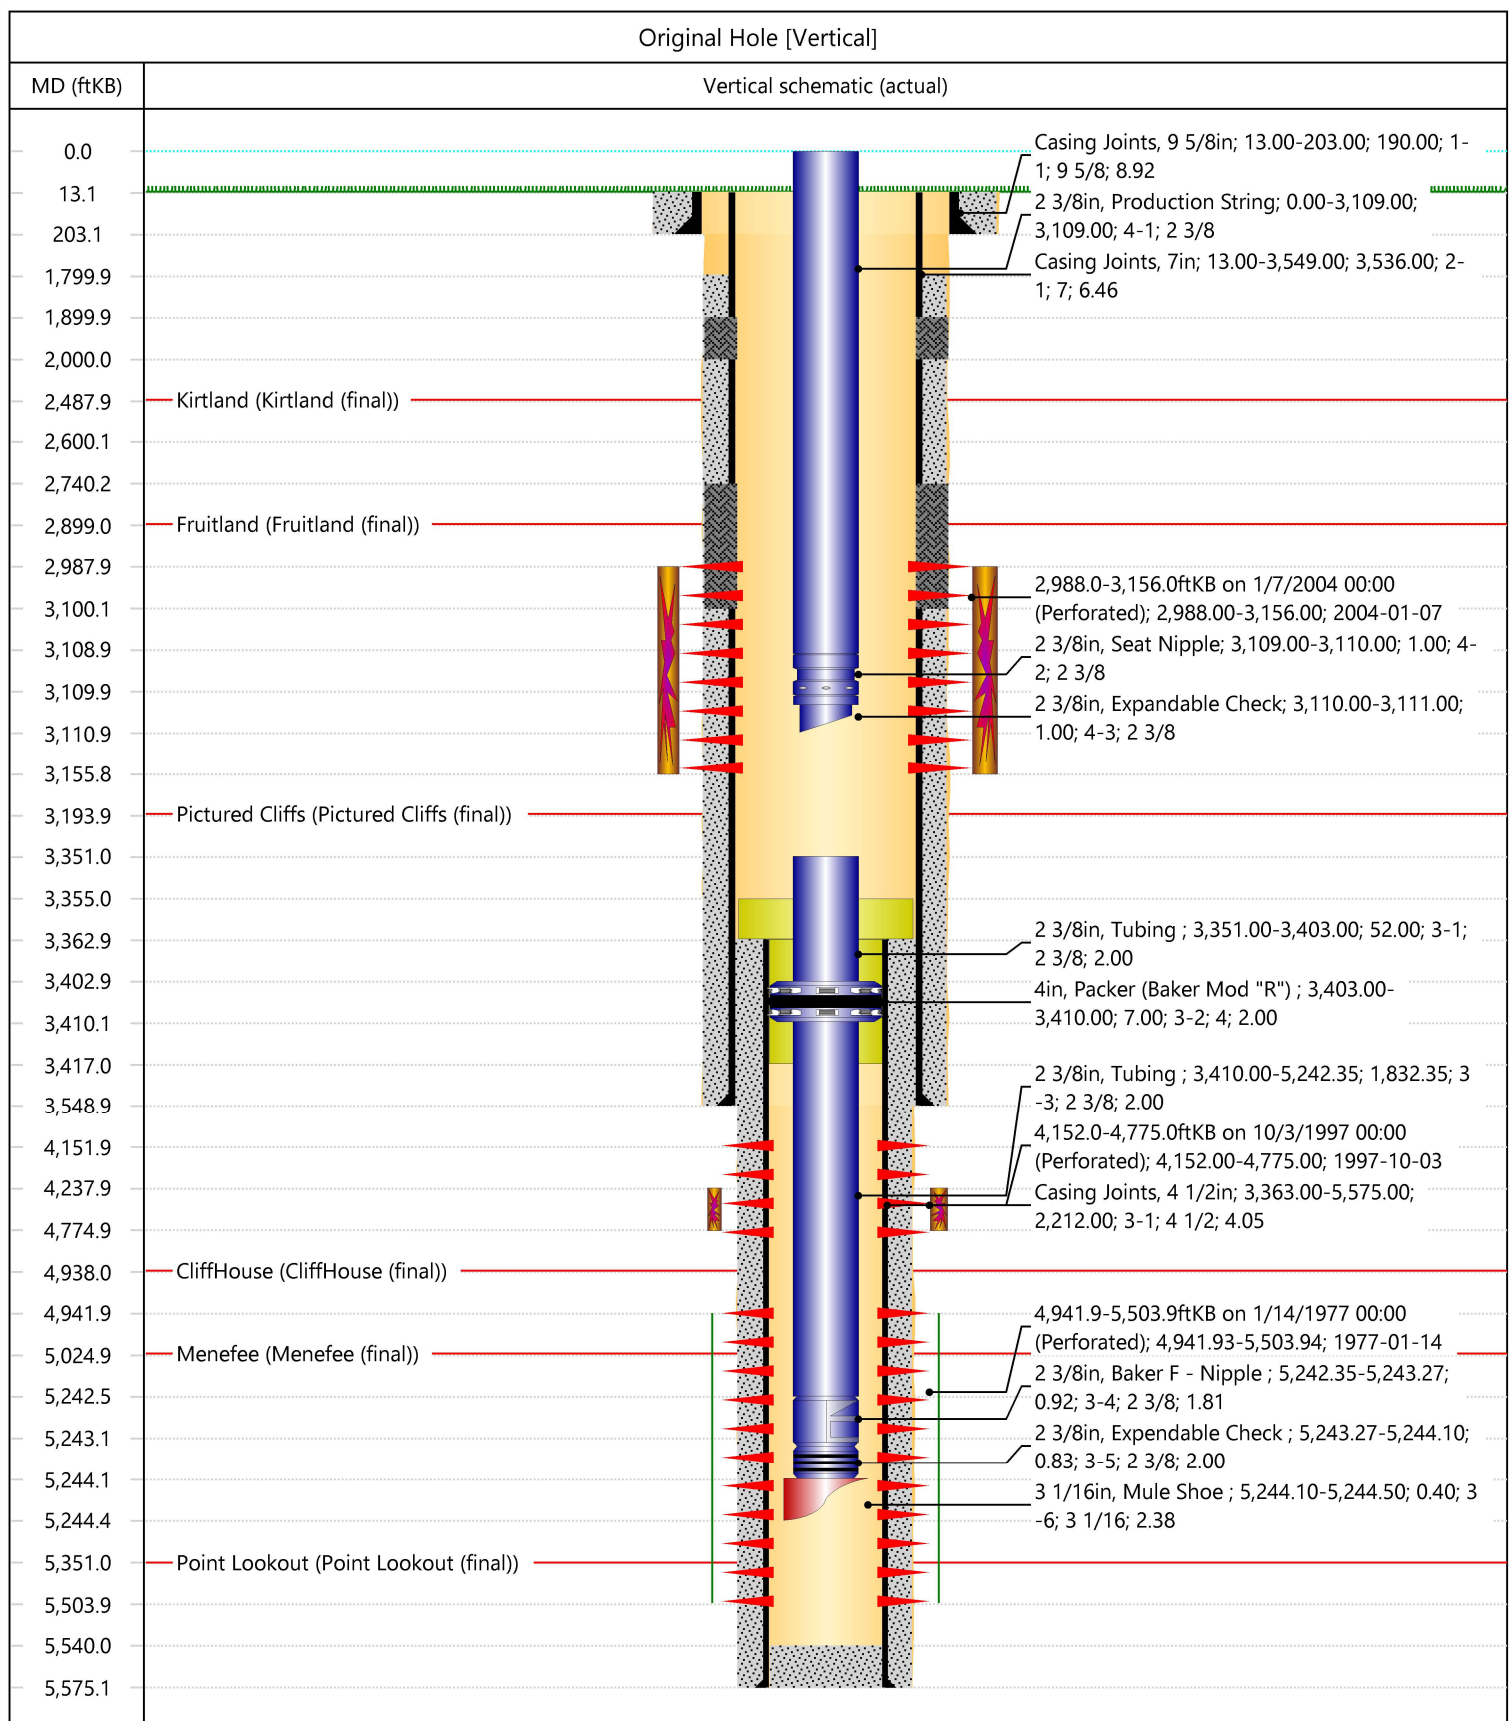 Original Hole [Vertical]
MD (ftKB)
Vertical schematic (actual)
0.0
13.1
203.1
1,799.9
1,899.9
2,000.0
2,487.9
2,600.1
2,740.2
2,899.0
2,987.9
3,100.1
3,108.9
3,109.9
3,110.9
3,155.8
3,193.9
3,351.0
3,355.0
3,362.9
3,402.9
3,410.1
3,417.0
3,548.9
4,151.9
4,237.9
4,774.9
4,938.0
4,941.9
5,024.9
5,242.5
5,243.1
5,244.1
5,244.4
5,351.0
5,503.9
5,540.0
5,575.1
Kirtland (Kirtland (final))
Fruitland (Fruitland (final))
Pictured Cliffs (Pictured Cliffs (final))
CliffHouse (CliffHouse (final))
Menefee (Menefee (final))
Point Lookout (Point Lookout (final))
Casing Joints, 9 5/8in; 13.00-203.00; 190.00; 1-
1; 9 5/8; 8.92
2 3/8in, Production String; 0.00-3,109.00;
3,109.00; 4-1; 2 3/8
Casing Joints, 7in; 13.00-3,549.00; 3,536.00; 2-
1; 7; 6.46
2,988.0-3,156.0ftKB on 1/7/2004 00:00
(Perforated); 2,988.00-3,156.00; 2004-01-07
2 3/8in, Seat Nipple; 3,109.00-3,110.00; 1.00; 4-
2; 2 3/8
2 3/8in, Expandable Check; 3,110.00-3,111.00;
1.00; 4-3; 2 3/8
2 3/8in, Tubing ; 3,351.00-3,403.00; 52.00; 3-1;
2 3/8; 2.00
4in, Packer (Baker Mod "R") ; 3,403.00-
3,410.00; 7.00; 3-2; 4; 2.00
2 3/8in, Tubing ; 3,410.00-5,242.35; 1,832.35; 3
-3; 2 3/8; 2.00
4,152.0-4,775.0ftKB on 10/3/1997 00:00
(Perforated); 4,152.00-4,775.00; 1997-10-03
Casing Joints, 4 1/2in; 3,363.00-5,575.00;
2,212.00; 3-1; 4 1/2; 4.05
4,941.9-5,503.9ftKB on 1/14/1977 00:00
(Perforated); 4,941.93-5,503.94; 1977-01-14
2 3/8in, Baker F - Nipple ; 5,242.35-5,243.27;
0.92; 3-4; 2 3/8; 1.81
2 3/8in, Expendable Check ; 5,243.27-5,244.10;
0.83; 3-5; 2 3/8; 2.00
3 1/16in, Mule Shoe ; 5,244.10-5,244.50; 0.40; 3
-6; 3 1/16; 2.38